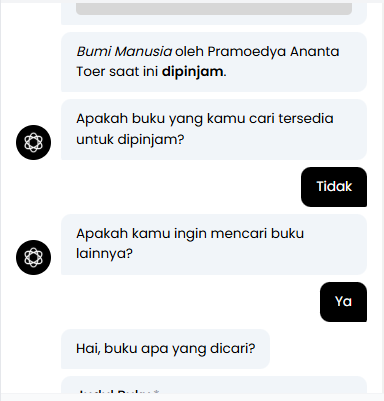 Bumi Manusia oleh Pramoedya Ananta
Toer saat ini dipinjam.
Apakah buku yang kamu cari tersedia
untuk dipinjam?
Tidak
Apakah kamu ingin mencari buku
lainnya?
Ya
Hai, buku apa yang dicari?